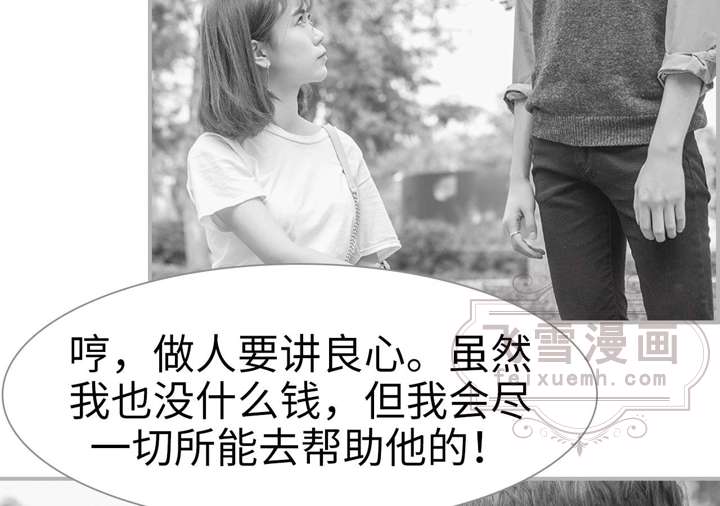 飞雪漫画
feixuemh.com
哼，做人要讲良心。虽然
我也没什么钱，但我会尽
一切所能去帮助他的！